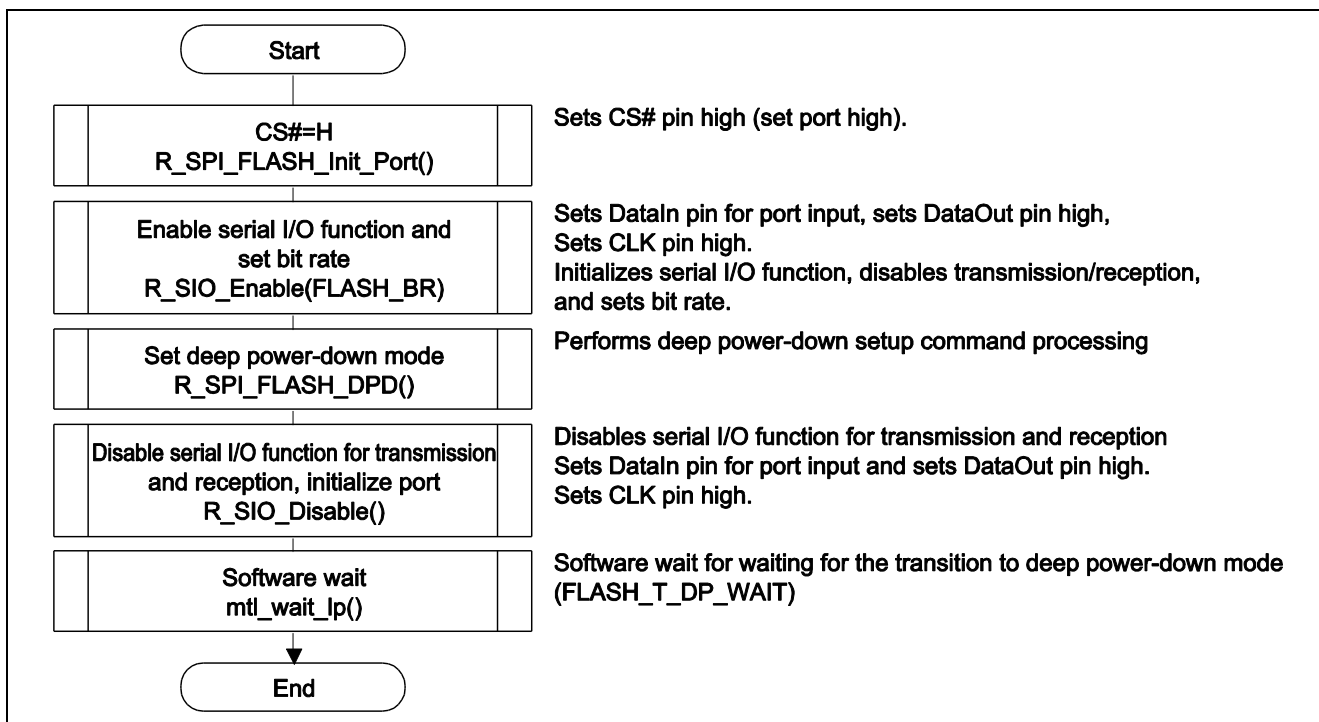 Start
CS#=H
R_SPI_FLASH_Init_Port()
Sets CS# pin high (set port high).
Enable serial I/O function and
set bit rate
R_SIO_Enable(FLASH_BR)
Sets DataIn pin for port input, sets DataOut pin high,
Sets CLK pin high.
Initializes serial I/O function, disables transmission/reception,
and sets bit rate.
Set deep power-down mode
R_SPI_FLASH_DPD()
Performs deep power-down setup command processing
Disable serial I/O function for transmission
and reception, initialize port
R_SIO_Disable()
Disables serial I/O function for transmission and reception
Sets DataIn pin for port input and sets DataOut pin high.
Sets CLK pin high.
Software wait
mtl_wait_lp()
Software wait for waiting for the transition to deep power-down mode
(FLASH_T_DP_WAIT)
End